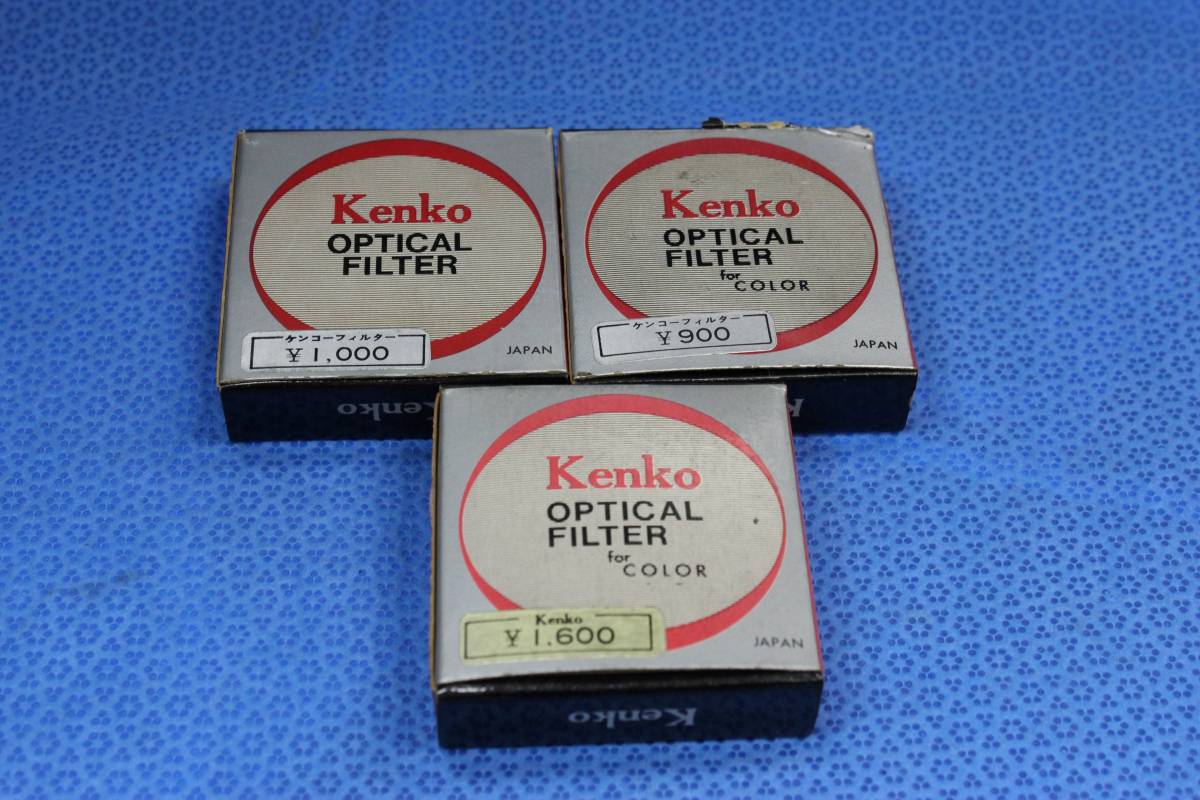 Kenko
OPTICAL
FILTER
ケンコーフィルター
¥1,000
JAPAN
Kenko
Kenko
Kenko
OPTICAL
FILTER
for
COLOR
ケンコーフィルター
¥900
JAPAN
Kenko
OPTICAL
FILTER
for
COLOR
Kenko
¥1.600
JAPAN
Kenko